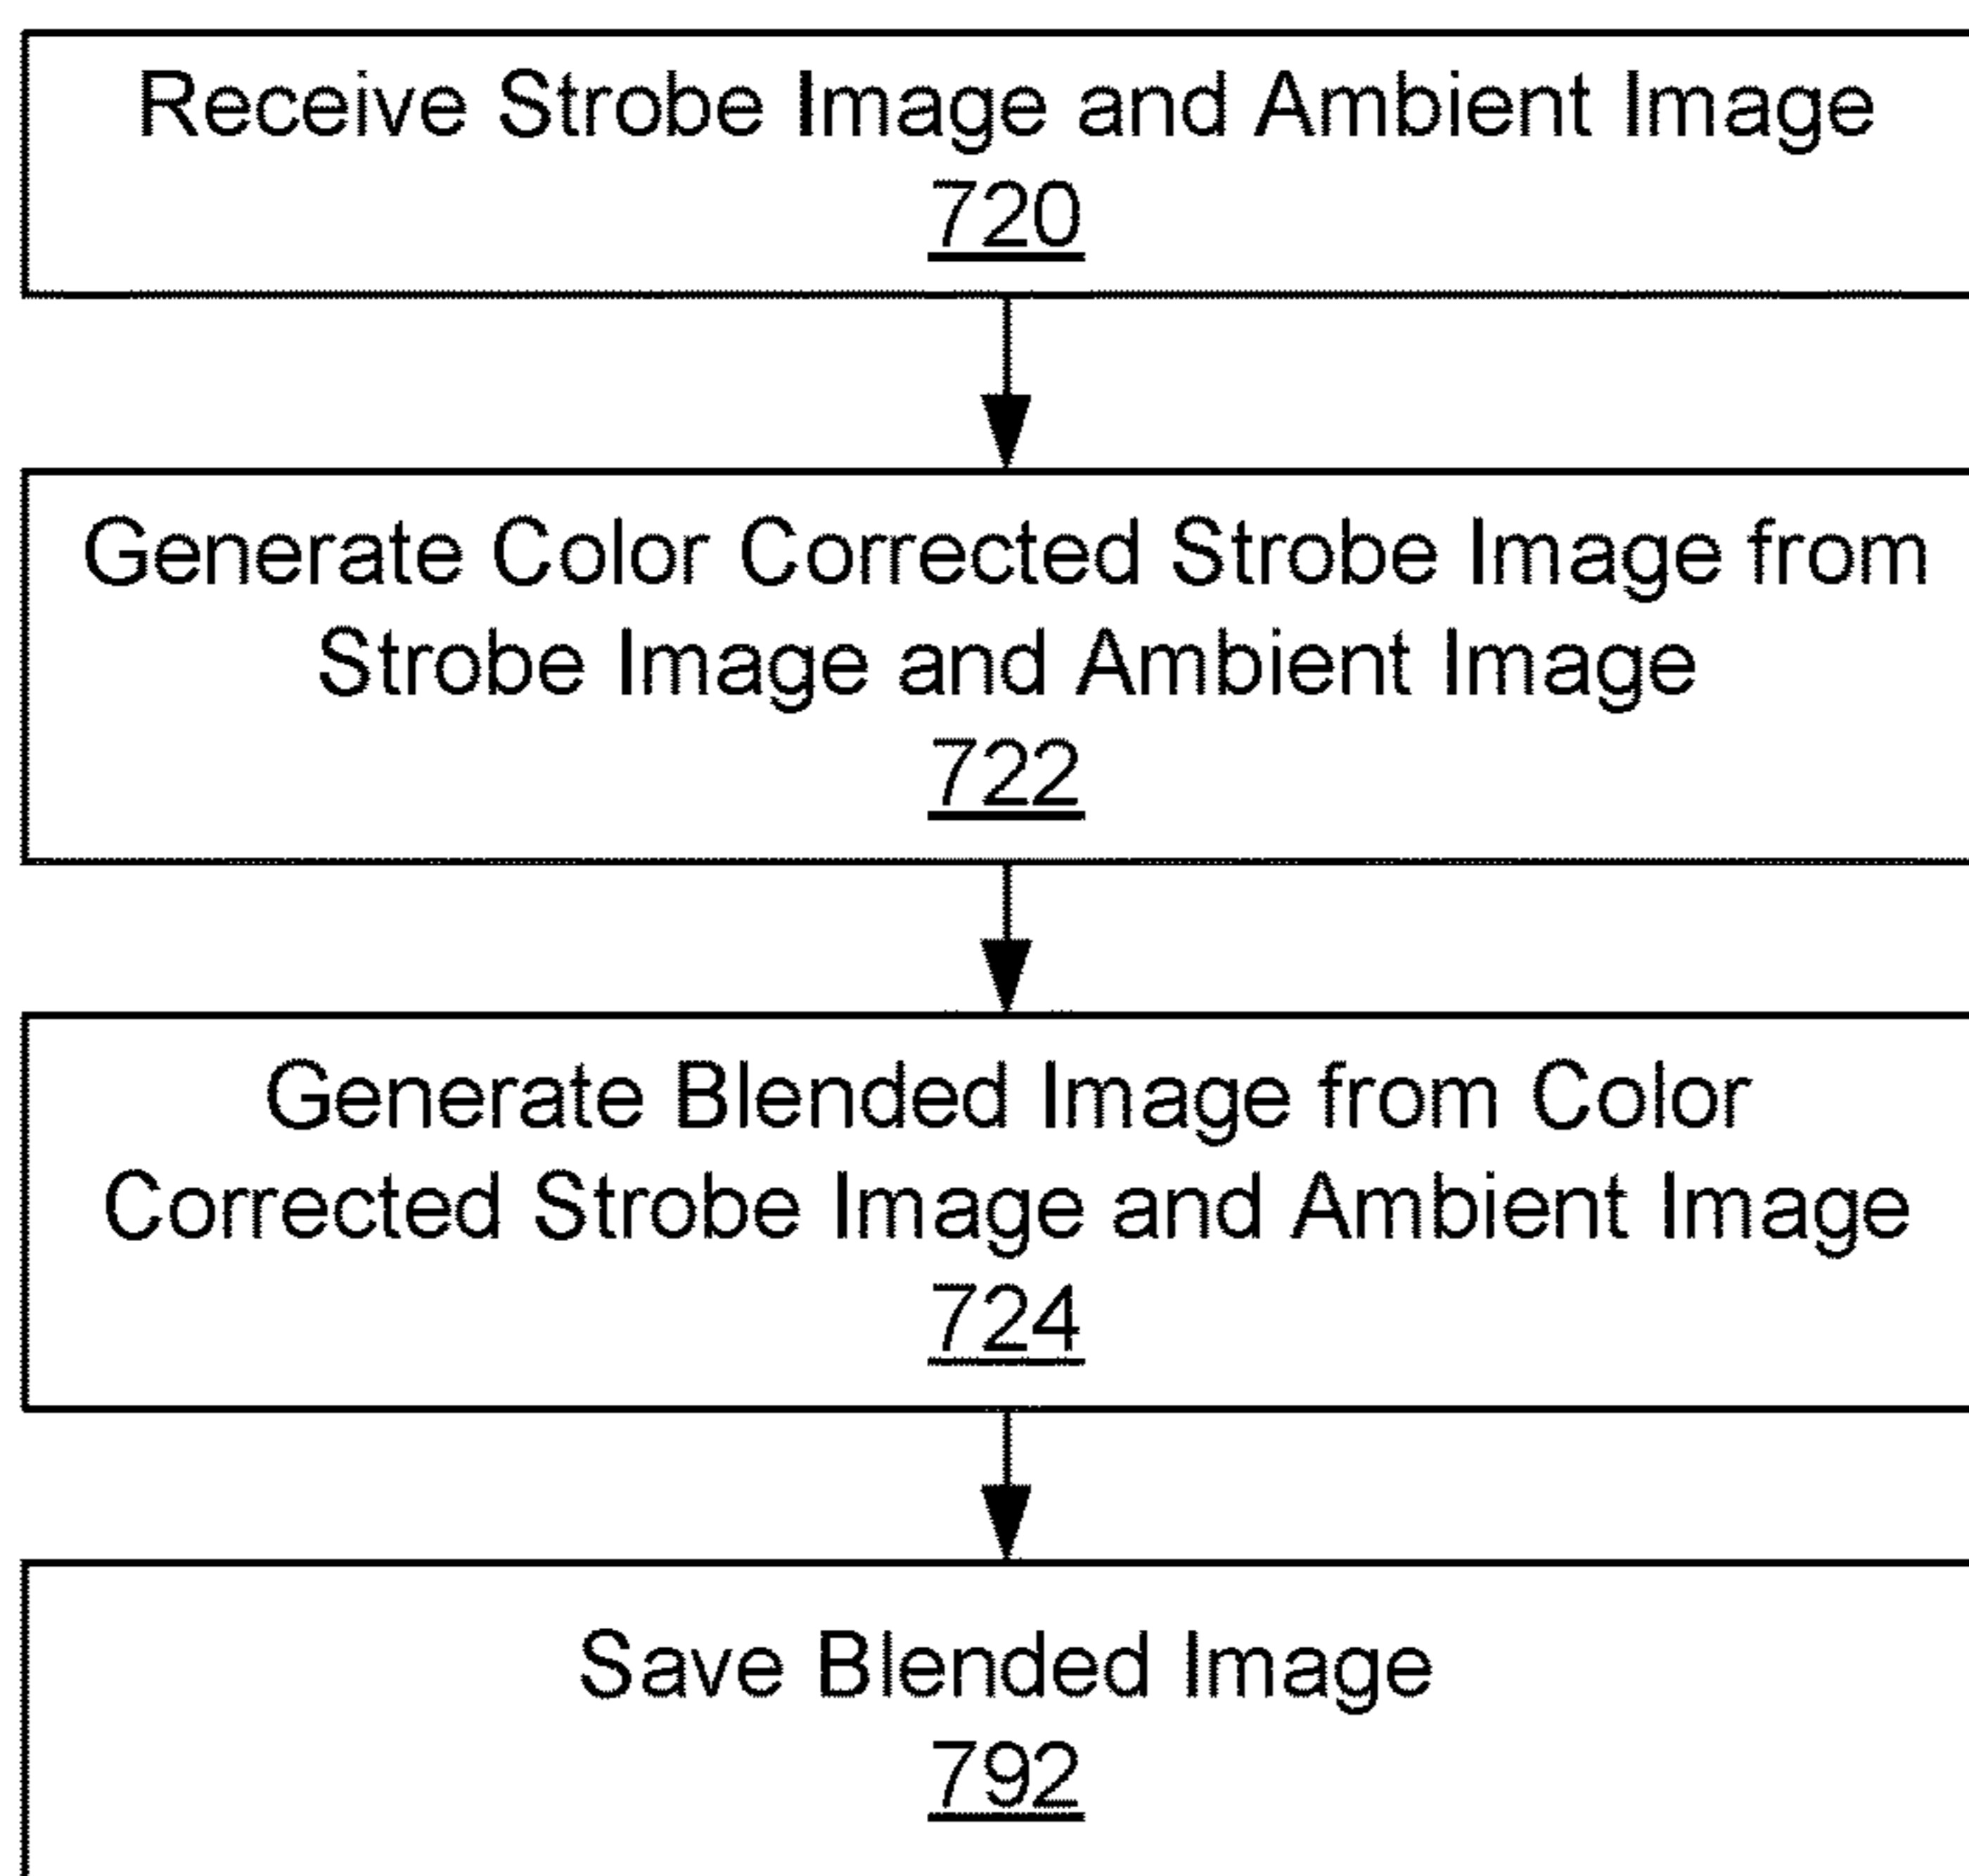 Receive Strobe Image and Ambient Image
720
Generate Color Corrected Strobe Image from
Strobe Image and Ambient Image
722
Generate Blended Image from Color
Corrected Strobe Image and Ambient Image
724
Save Blended Image
792